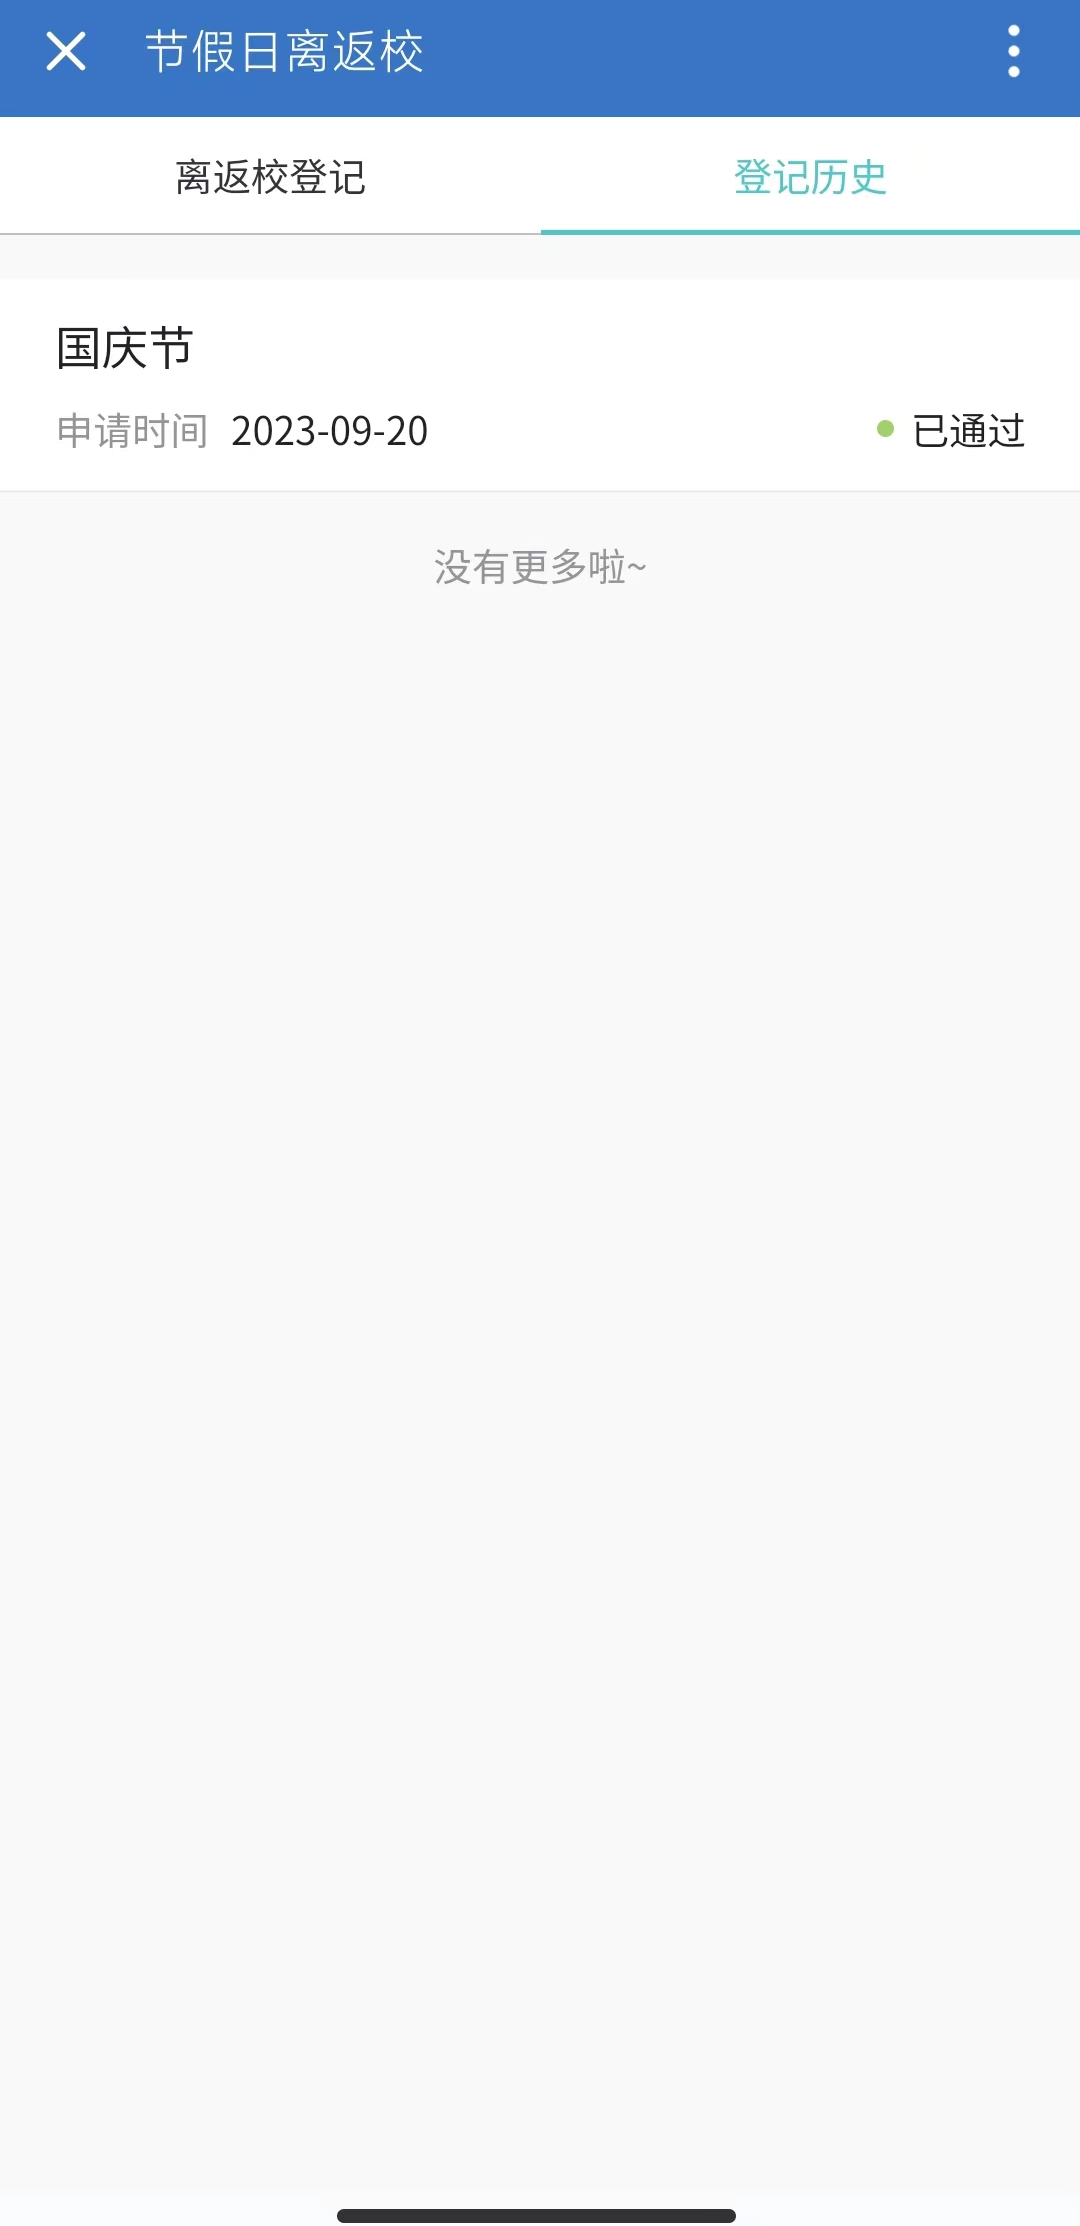 节假日离返校
离返校登记 登记历史
国庆节
申请时间 2023-09-20 已通过
没有更多啦~